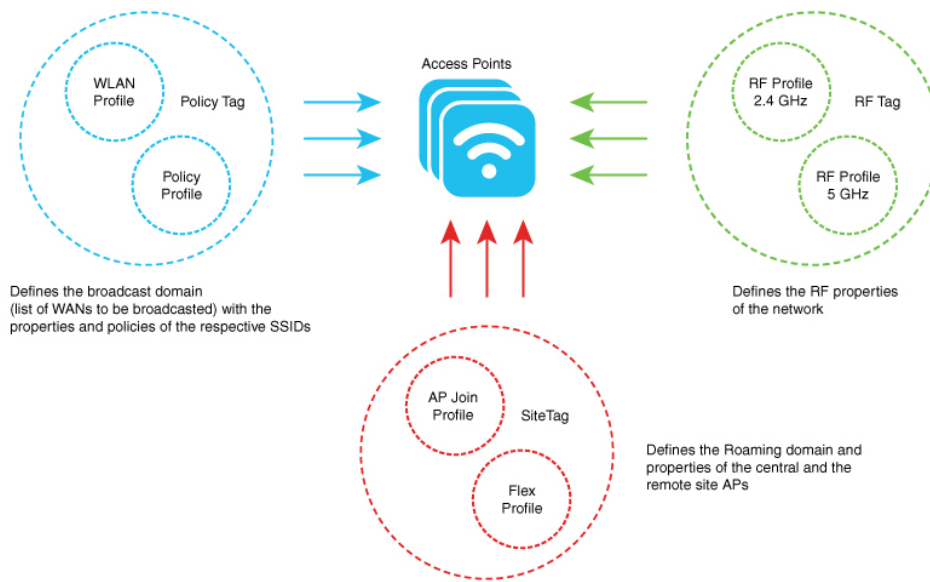 Access Points
WLAN
Profile
Policy Tag
Policy
Profile
RF Profile
2.4 GHz
RF Tag
RF Profile
5 GHz
Defines the broadcast domain
(list of WANs to be broadcasted) with the
properties and policies of the respective SSIDs
Defines the RF properties
of the network
AP Join
Profile
SiteTag
Flex
Profile
Defines the Roaming domain and
properties of the central and the
remote site APs